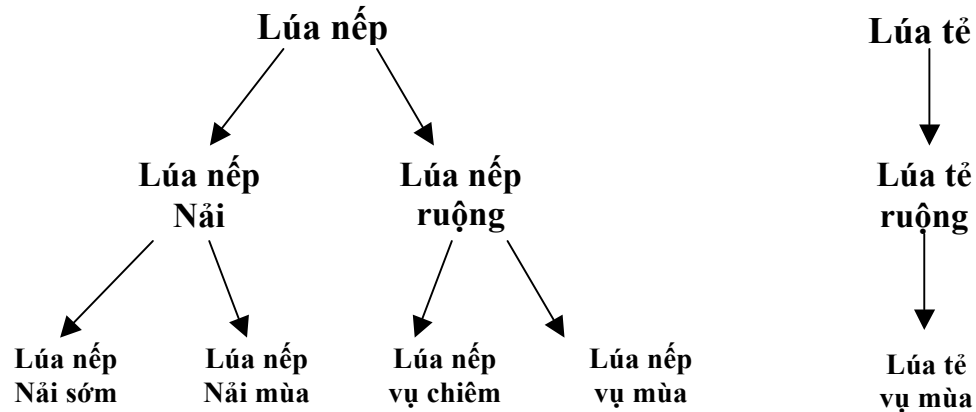 Lúa nếp
Lúa tẻ
Lúa nếp
Nải
Lúa nếp
ruộng
Lúa tẻ
ruộng
Lúa nếp
Nải sớm
Lúa nếp
Nải mùa
Lúa nếp
vụ chiêm
Lúa nếp
vụ mùa
Lúa tẻ
vụ mùa